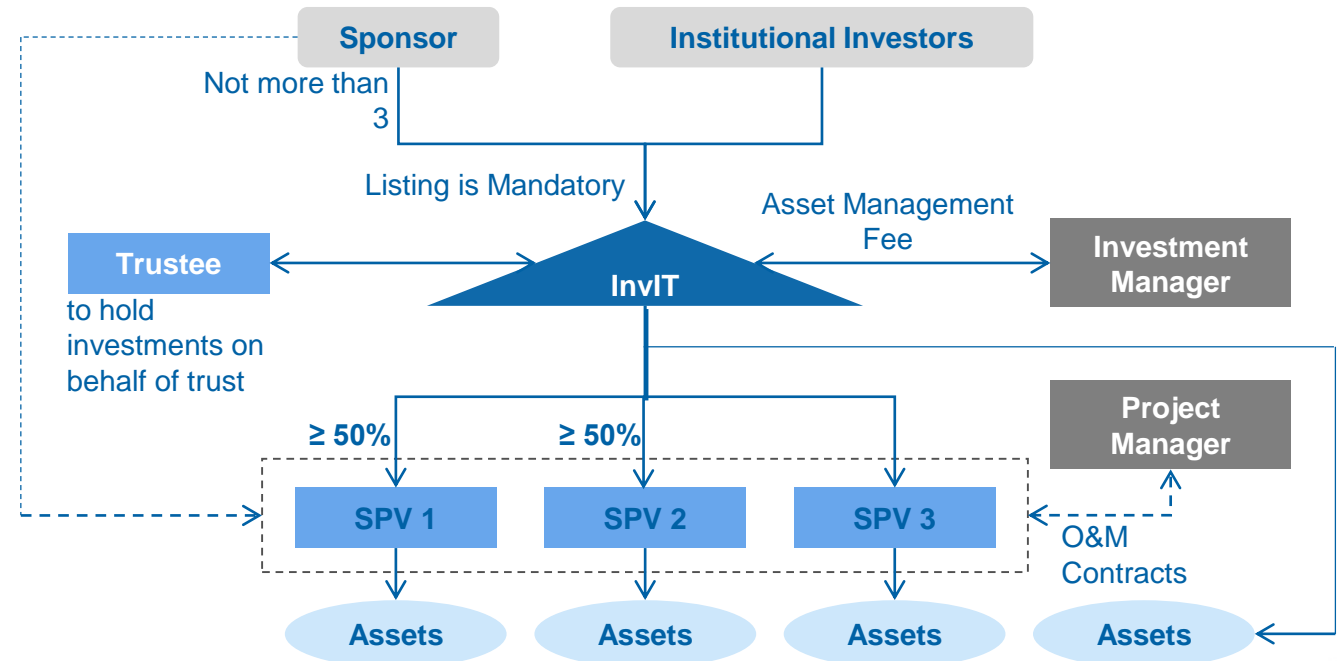 Sponsor
Institutional Investors
Not more than
3
Listing is Mandatory
Asset Management
Fee
Trustee
Investment
Manager
InvIT
to hold
investments on
behalf of trust
Project
Manager
≥ 50%
≥ 50%
SPV 1
SPV 2
SPV 3
O&M
Contracts
Assets
Assets
Assets
Assets